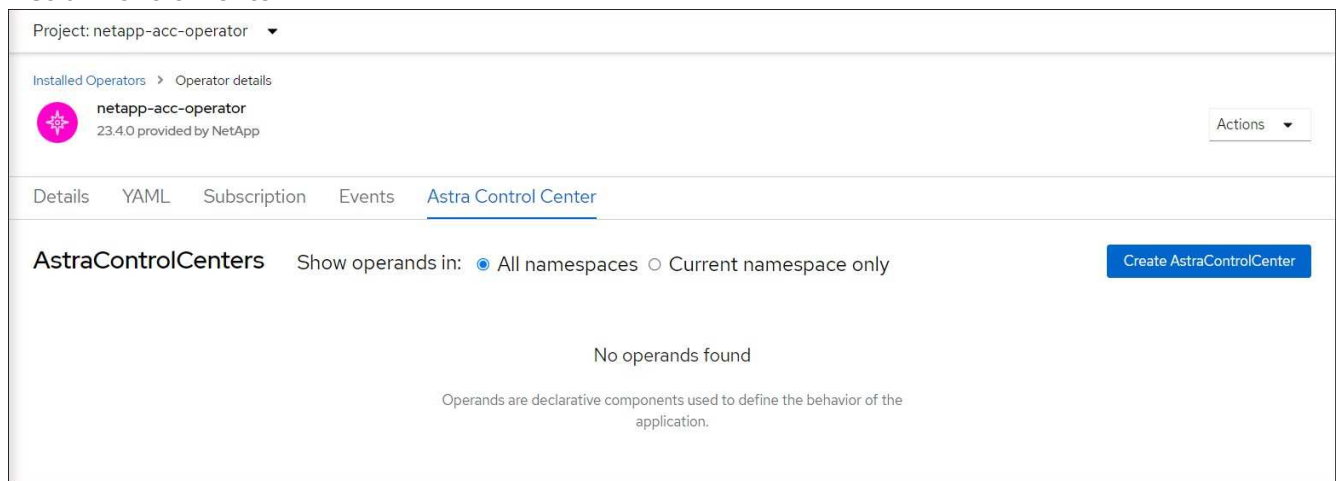 Project: netapp-acc-operator
Installed Operators > Operator details
netapp-acc-operator
23.4.0 provided by NetApp
Actions
Details YAML Subscription Events Astra Control Center
AstraControlCenters Show operands in: All namespaces Current namespace only Create AstraControlCenter
No operands found
Operands are declarative components used to define the behavior of the
application.